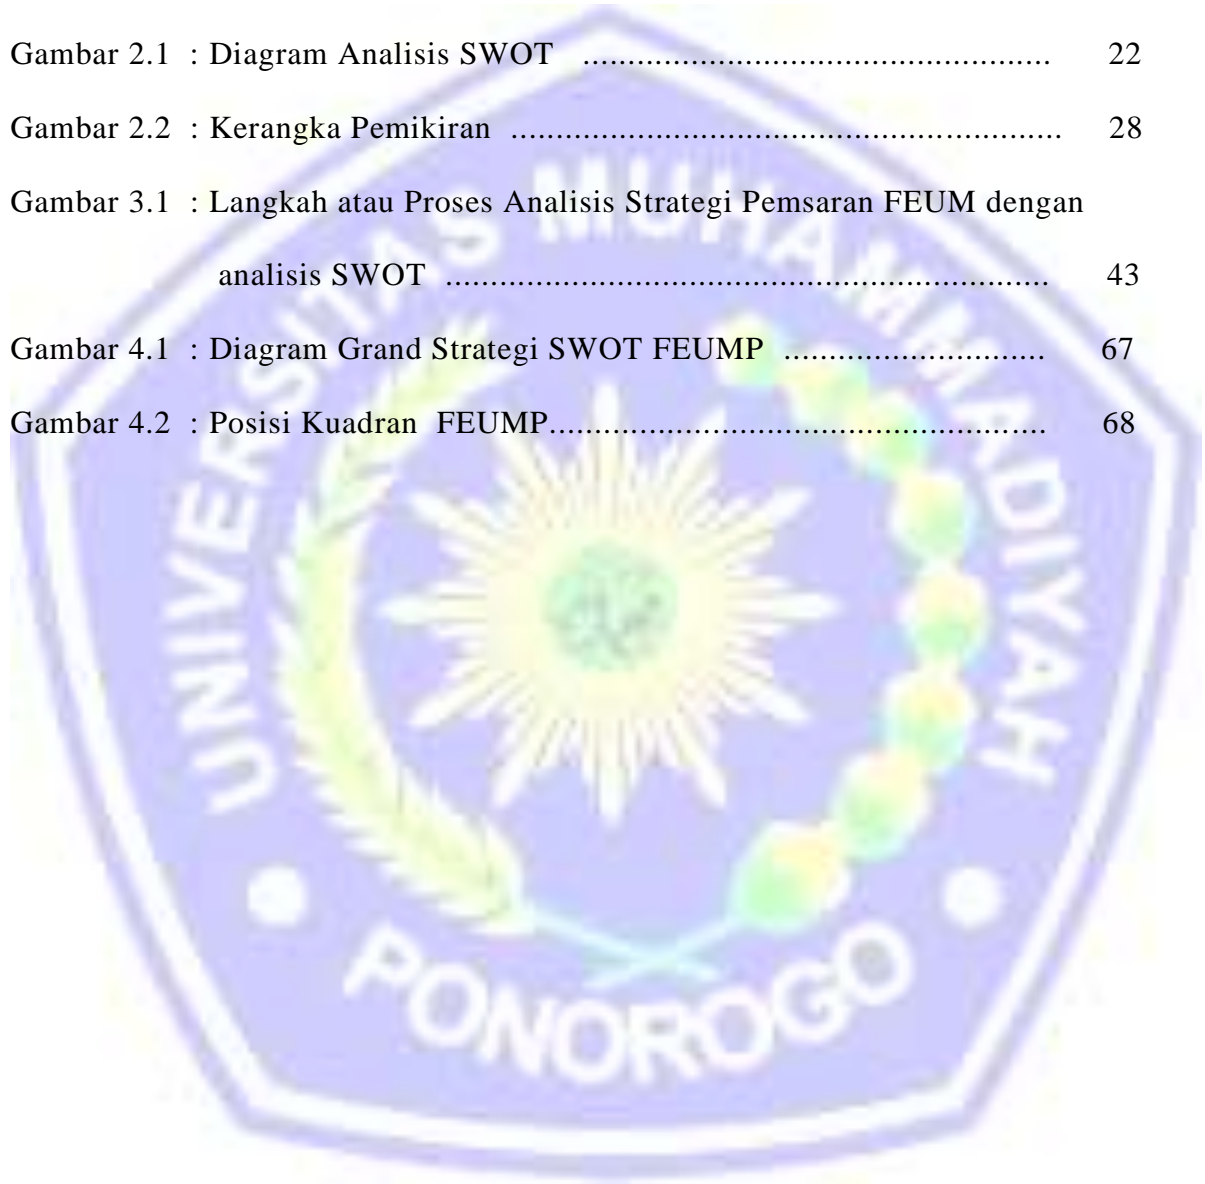 Gambar 2.1 : Diagram Analisis SWOT ................................................. 22
Gambar 2.2 : Kerangka Pemikiran .......................................................... 28
Gambar 3.1 : Langkah atau Proses Analisis Strategi Pemsaran FEUM dengan
analisis SWOT ................................................................ 43
Gambar 4.1 : Diagram Grand Strategi SWOT FEUMP ........................... 67
Gambar 4.2 : Posisi Kuadran FEUMP.................................................... 68
UNIVERSITAS MUHAMMADIYAH
PONOROGO